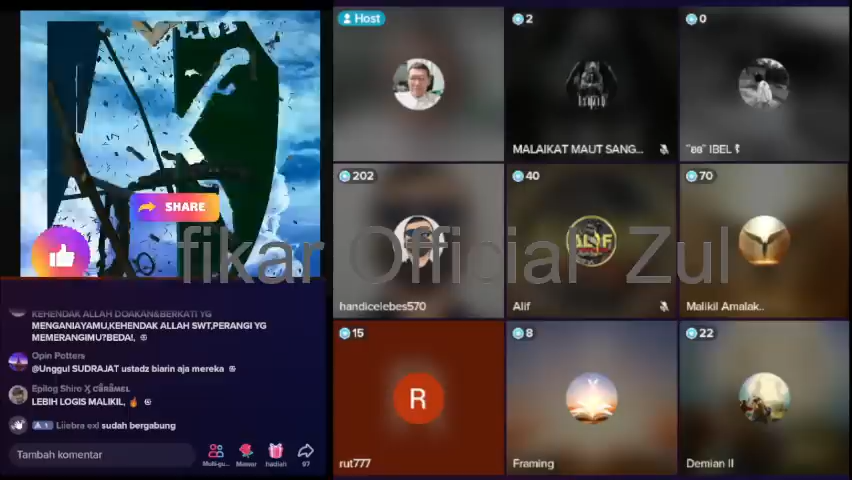 SHARE
KEHENDAK ALLAH DOAKAN&BERKATI YG
MENGANIAYAMU,KEHENDAK ALLAH SWT,PERANGI YG
MEMERANGIMU?BEDA!,
Opin Potters
@Unggul SUDRAJAT ustadz biarin aja mereka
Epilog Shiro
LEBIH LOGIS MALIKIL,
Liiebra exl sudah bergabung
Tambah komentar
Multi-gu...
Mawar
hadiah
97
Host
2
MALAIKAT MAUT SANG...
0
IBEL
202
handicelebes570
40
ALIF
Alif
70
Malikil Amalak..
15
R
rut777
8
Framing
22
Demian II
fikar Official Zul